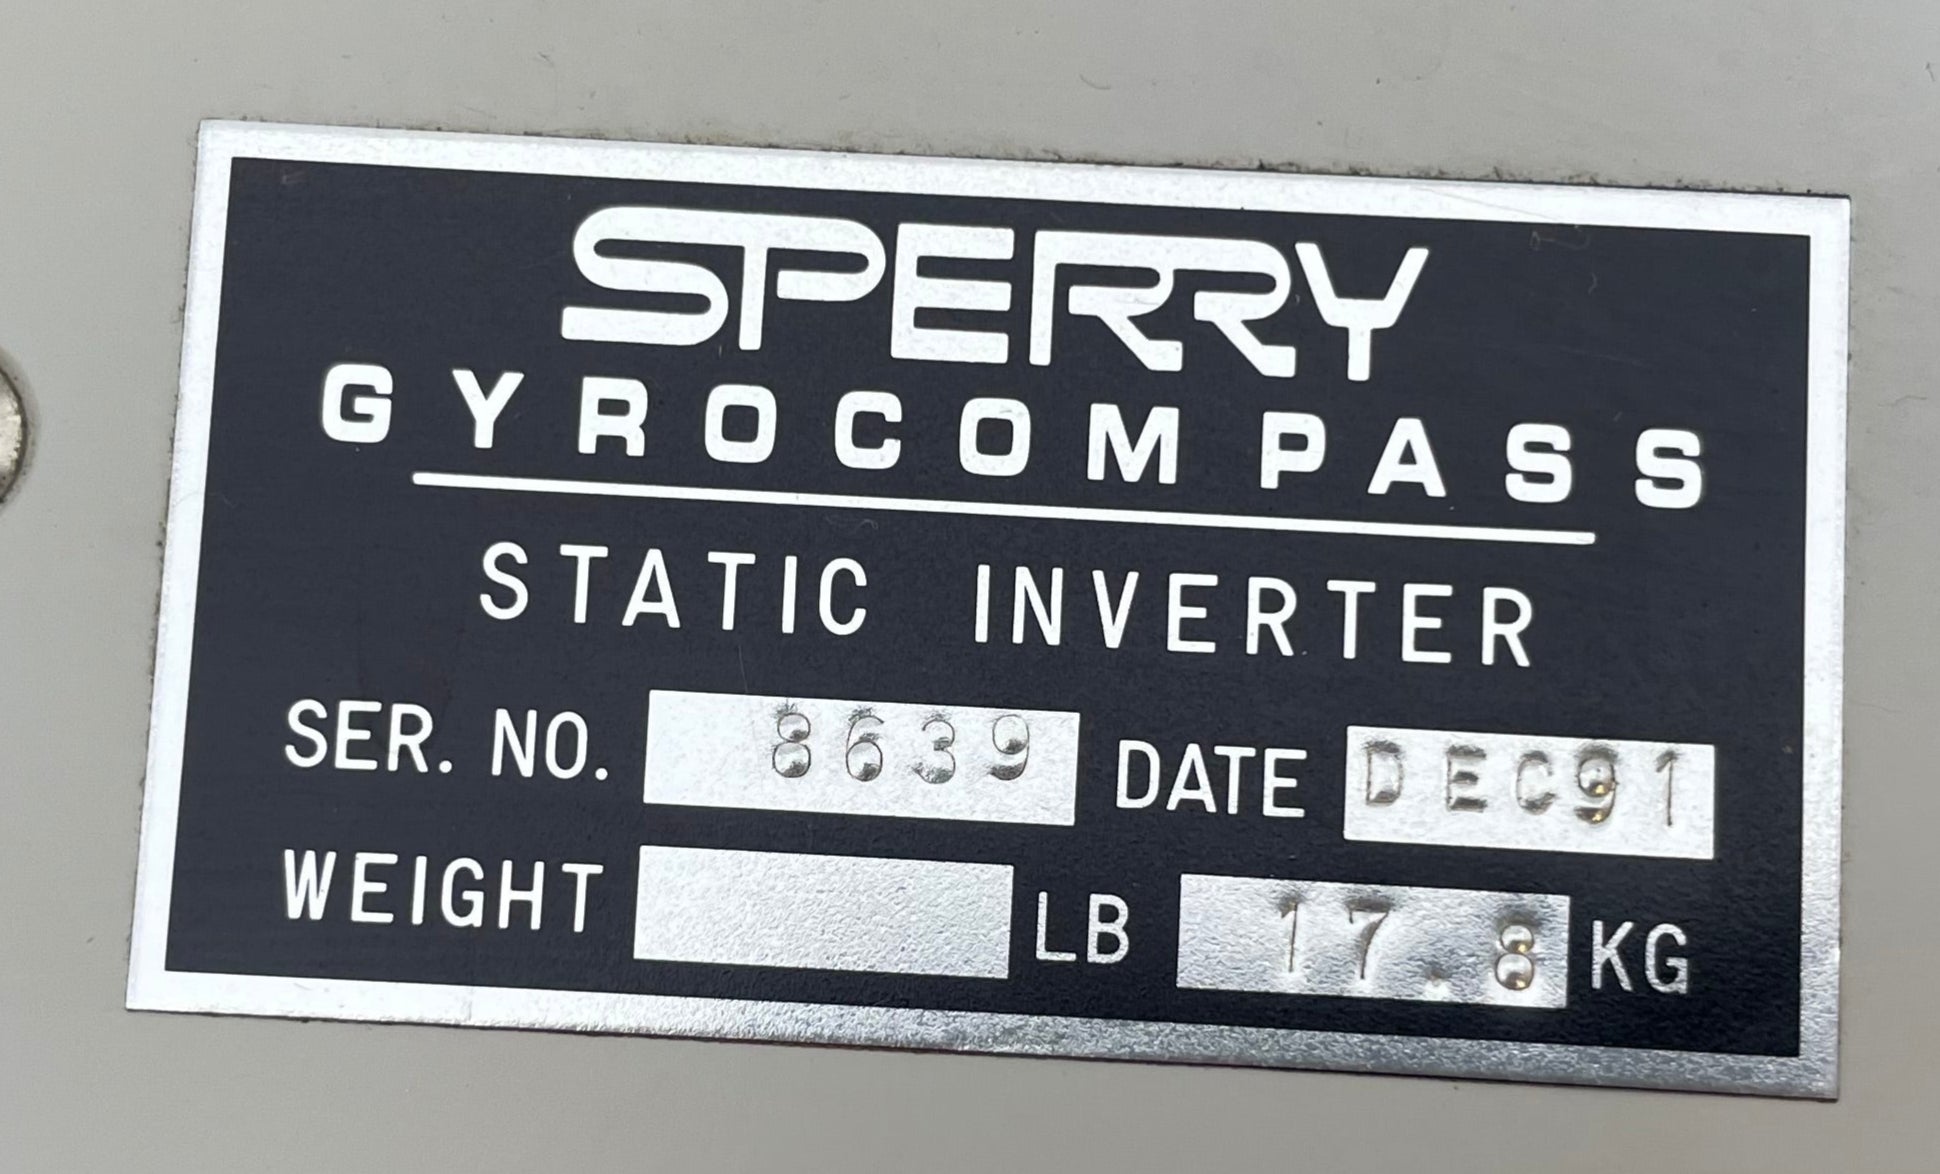 SPERRY
GYROCOMPASS
STATIC INVERTER
SER. NO. 8639 DATE DEC91
WEIGHT LB 17.8 KG